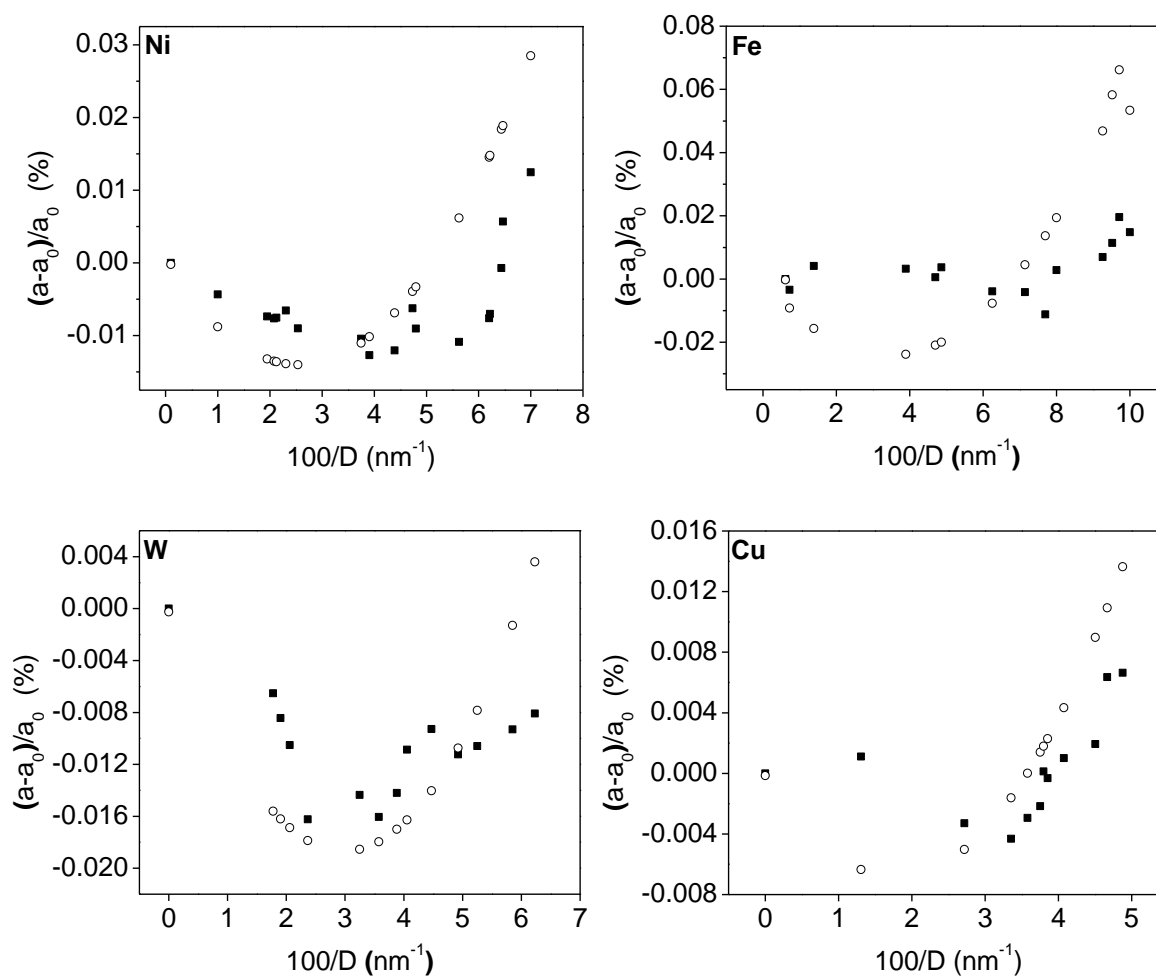 Ni
(a-a₀)/a₀ (%)
0.03
0.02
0.01
0.00
-0.01
0 1 2 3 4 5 6 7 8
100/D (nm⁻¹)
Fe
(a-a₀)/a₀ (%)
0.08
0.06
0.04
0.02
0.00
-0.02
0 2 4 6 8 10
100/D (nm⁻¹)
W
(a-a₀)/a₀ (%)
0.004
0.000
-0.004
-0.008
-0.012
-0.016
-0.020
0 1 2 3 4 5 6 7
100/D (nm⁻¹)
Cu
(a-a₀)/a₀ (%)
0.016
0.012
0.008
0.004
0.000
-0.004
-0.008
0 1 2 3 4 5
100/D (nm⁻¹)